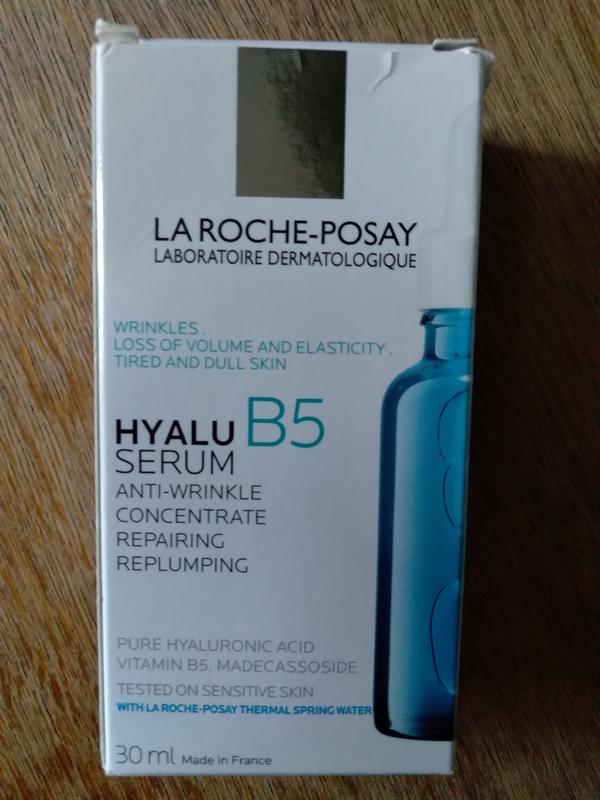 LA ROCHE-POSAY
LABORATOIRE DERMATOLOGIQUE
WRINKLES .
LOSS OF VOLUME AND ELASTICITY .
TIRED AND DULL SKIN
HYALU B5
SERUM
ANTI-WRINKLE
CONCENTRATE
REPAIRING
REPLUMPING
PURE HYALURONIC ACID
VITAMIN B5. MADECASSOSIDE
TESTED ON SENSITIVE SKIN
WITH LA ROCHE-POSAY THERMAL SPRING WATER
30 ml Made in France